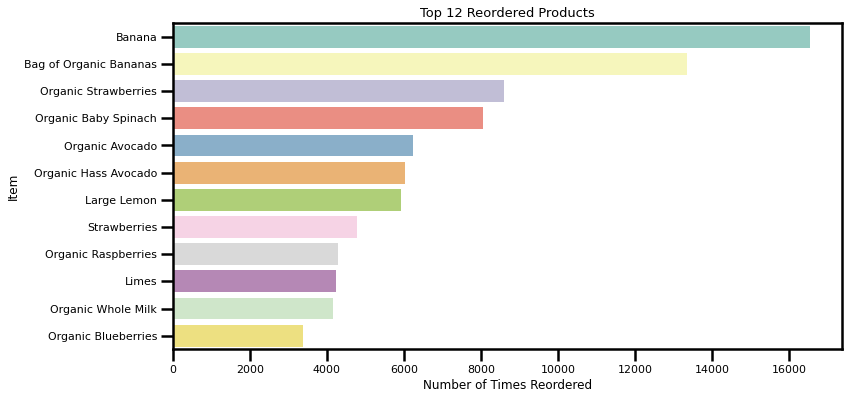 Top 12 Reordered Products
Item
Banana
Bag of Organic Bananas
Organic Strawberries
Organic Baby Spinach
Organic Avocado
Organic Hass Avocado
Large Lemon
Strawberries
Organic Raspberries
Limes
Organic Whole Milk
Organic Blueberries
0 2000 4000 6000 8000 10000 12000 14000 16000
Number of Times Reordered